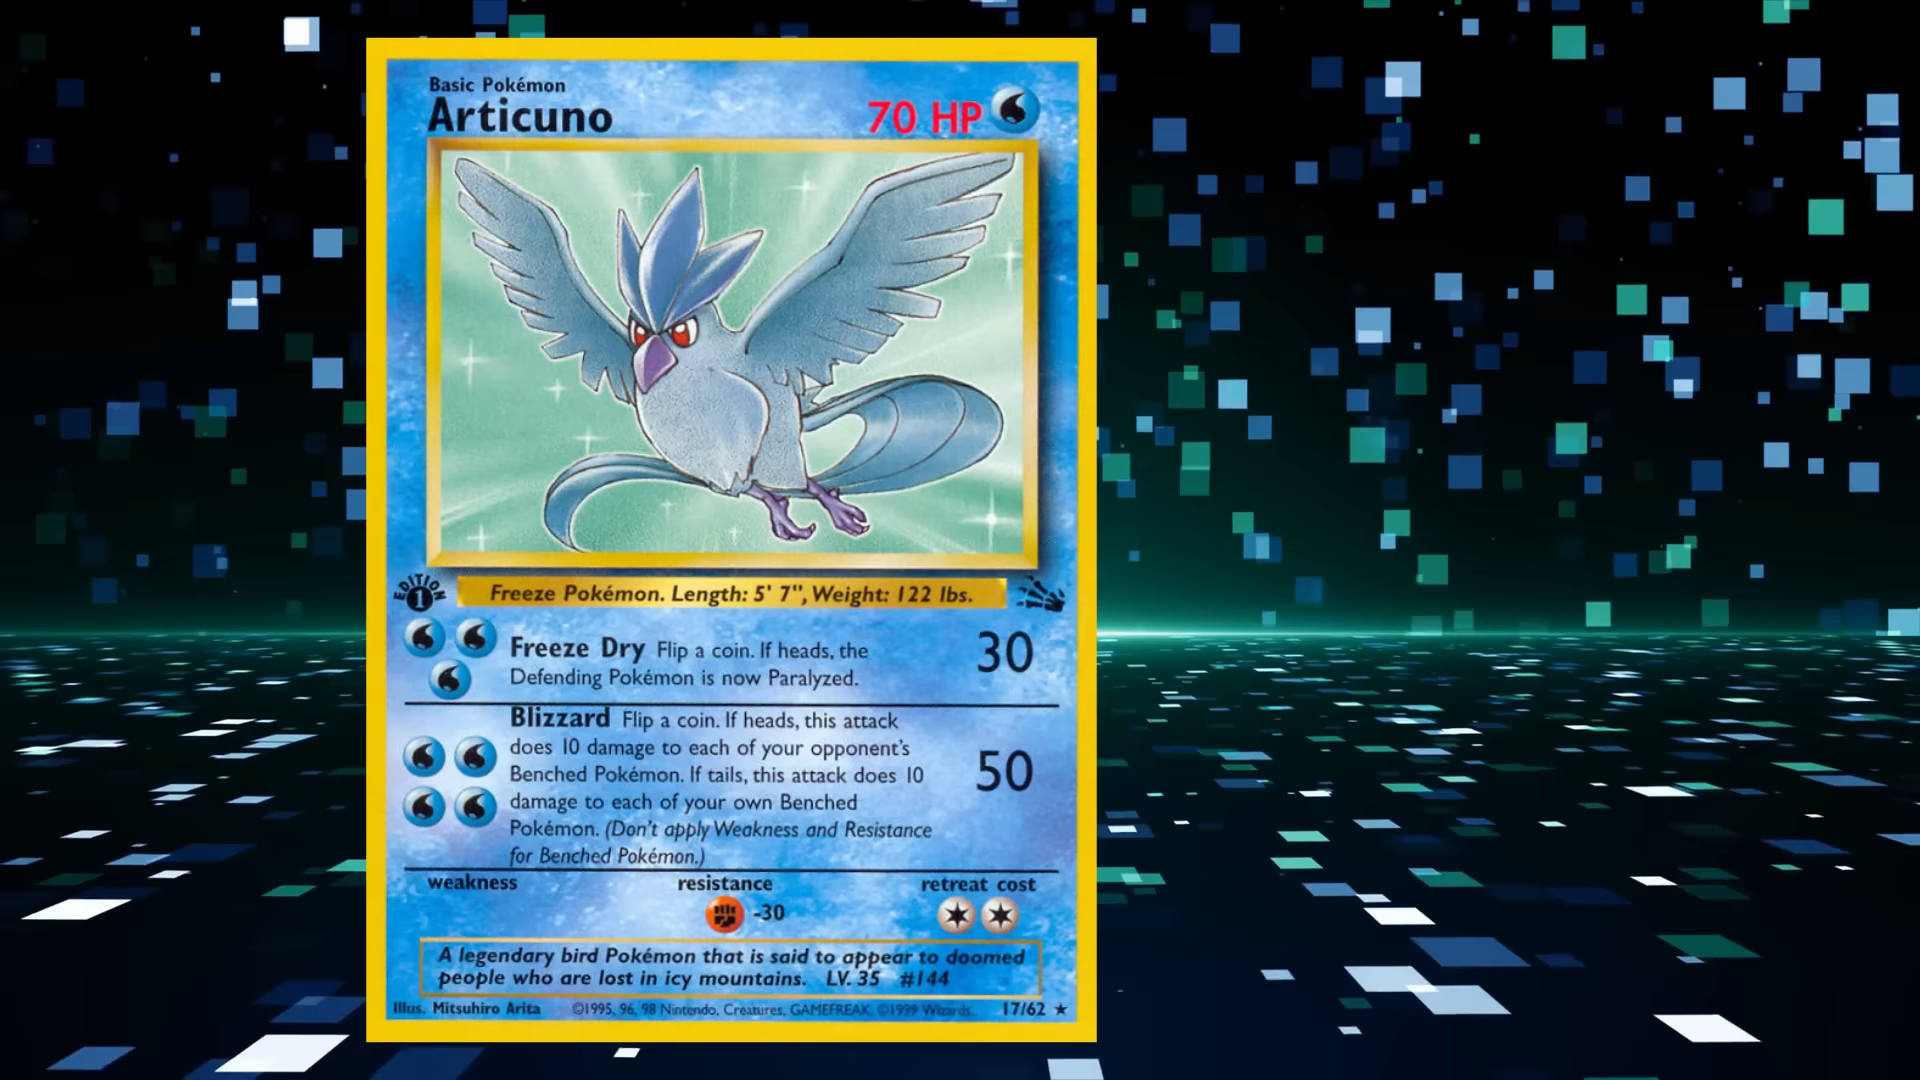 Basic Pokémon
Articuno
70 HP
EDITION
1
Freeze Pokémon. Length: 5' 7", Weight: 122 lbs.
Freeze Dry Flip a coin. If heads, the
Defending Pokémon is now Paralyzed.
30
Blizzard Flip a coin. If heads, this attack
does 10 damage to each of your opponent's
Benched Pokémon. If tails, this attack does 10
damage to each of your own Benched
Pokémon. (Don't apply Weakness and Resistance
for Benched Pokémon.)
50
weakness resistance retreat cost
-30
A legendary bird Pokémon that is said to appear to doomed
people who are lost in icy mountains. LV. 35 #144
Illus. Mitsuhiro Arita ©1995, 96, 98 Nintendo, Creatures, GAMEFREAK, ©1999 Wizards. 17/62 ★